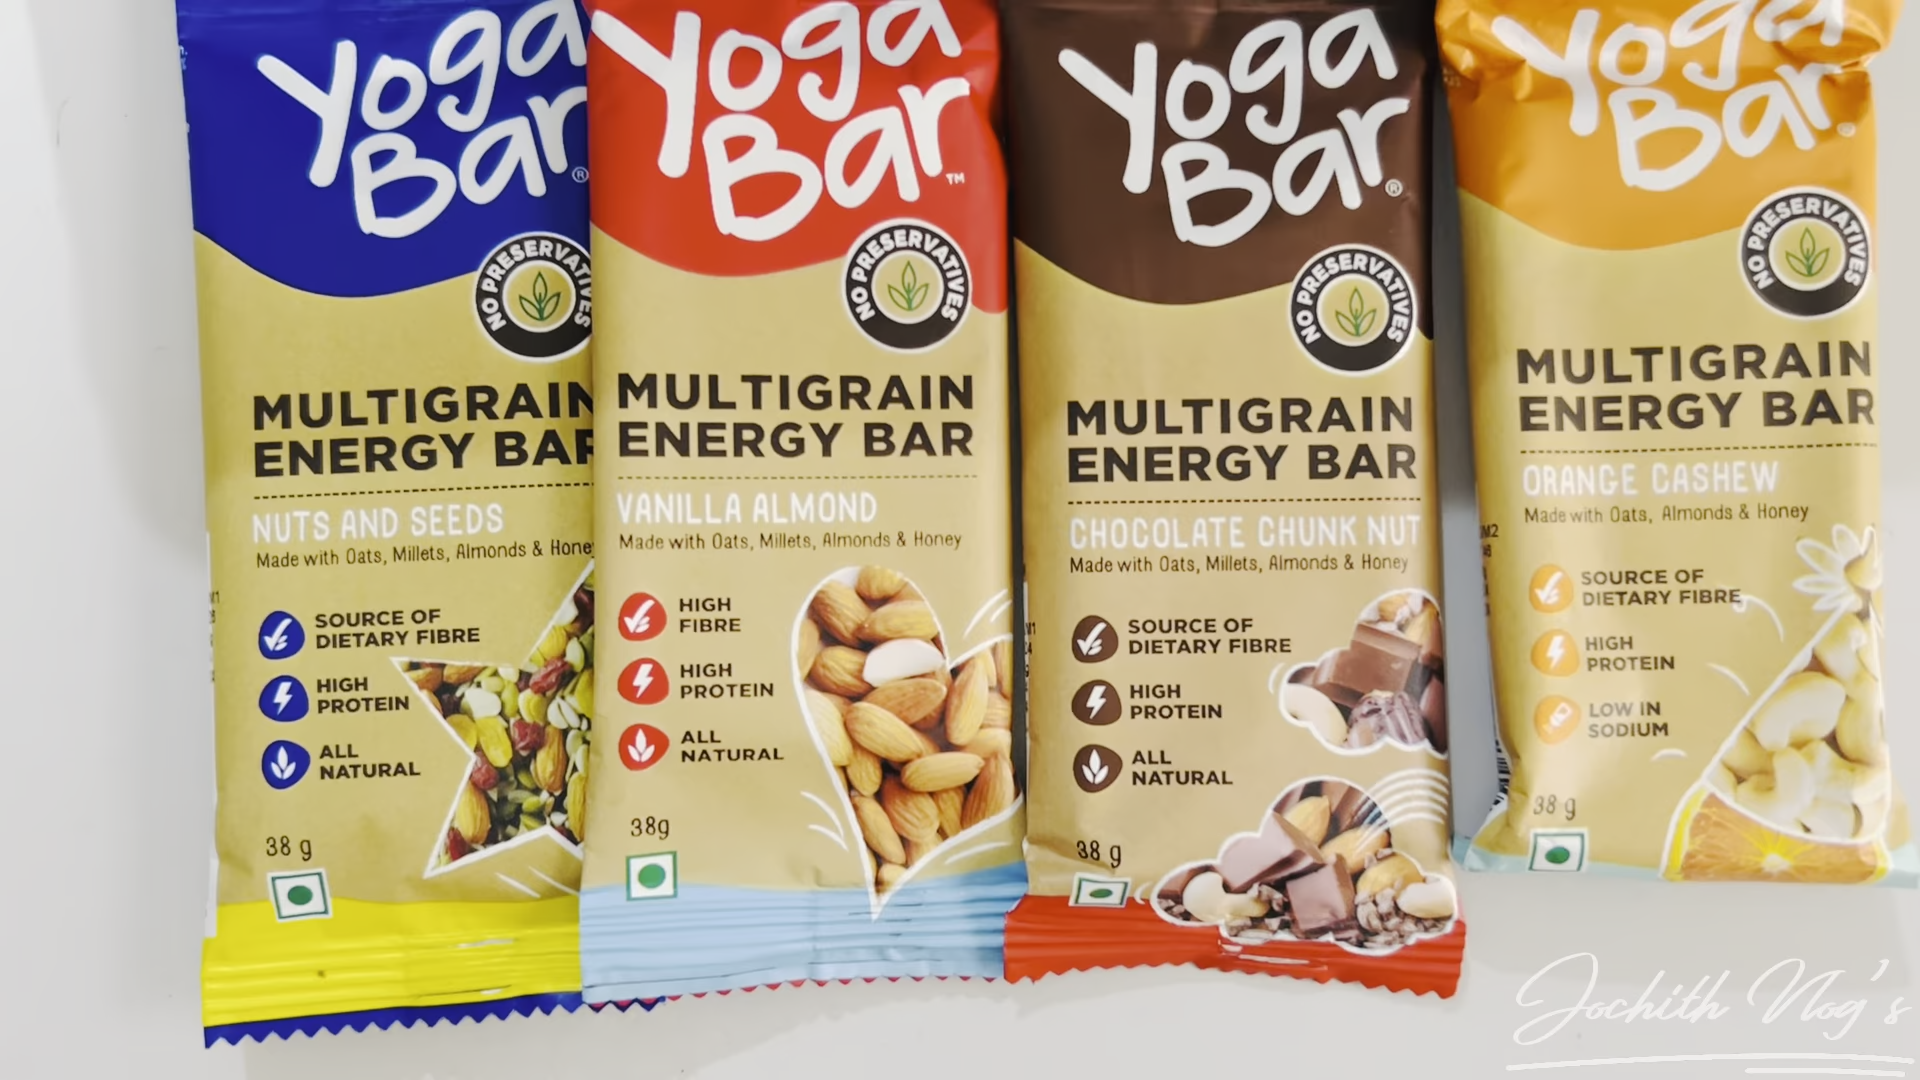 Yoga
Bar®
NO PRESERVATIVES
MULTIGRAIN
ENERGY BAR
NUTS AND SEEDS
Made with Oats, Millets, Almonds & Honey
SOURCE OF
DIETARY FIBRE
HIGH
PROTEIN
ALL
NATURAL
38 g
Yoga
Bar™
NO PRESERVATIVES
MULTIGRAIN
ENERGY BAR
VANILLA ALMOND
Made with Oats, Millets, Almonds & Honey
HIGH
FIBRE
HIGH
PROTEIN
ALL
NATURAL
38g
Yoga
Bar®
NO PRESERVATIVES
MULTIGRAIN
ENERGY BAR
CHOCOLATE CHUNK NUT
Made with Oats, Millets, Almonds & Honey
SOURCE OF
DIETARY FIBRE
HIGH
PROTEIN
ALL
NATURAL
38 g
Yoga
Bar®
NO PRESERVATIVES
MULTIGRAIN
ENERGY BAR
ORANGE CASHEW
Made with Oats, Almonds & Honey
SOURCE OF
DIETARY FIBRE
HIGH
PROTEIN
LOW IN
SODIUM
38 g
Jochith Nog's